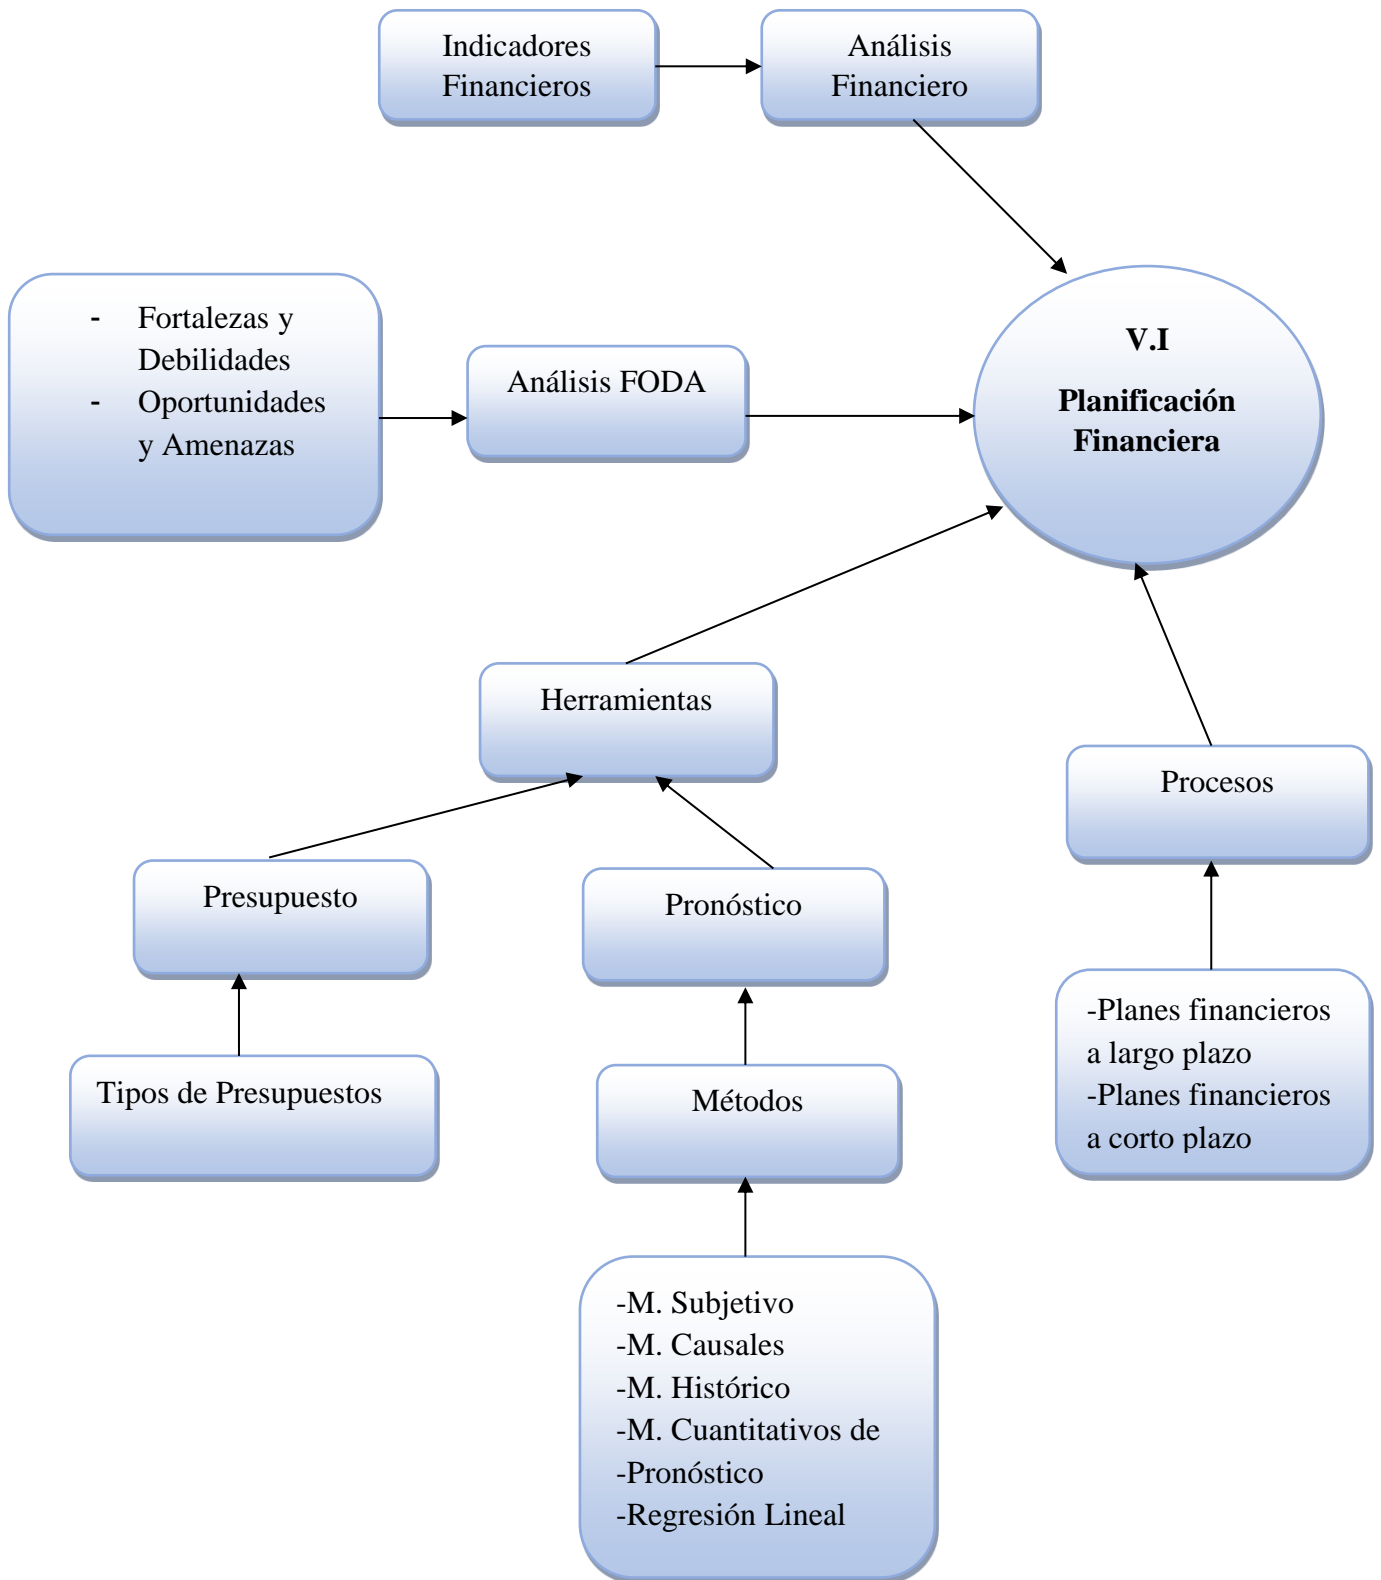 Indicadores
Financieros
Análisis
Financiero
- Fortalezas y
Debilidades
- Oportunidades
y Amenazas
Análisis FODA
V.I
Planificación
Financiera
Herramientas
Procesos
Presupuesto
Pronóstico
-Planes financieros
a largo plazo
-Planes financieros
a corto plazo
Tipos de Presupuestos
Métodos
-M. Subjetivo
-M. Causales
-M. Histórico
-M. Cuantitativos de
-Pronóstico
-Regresión Lineal